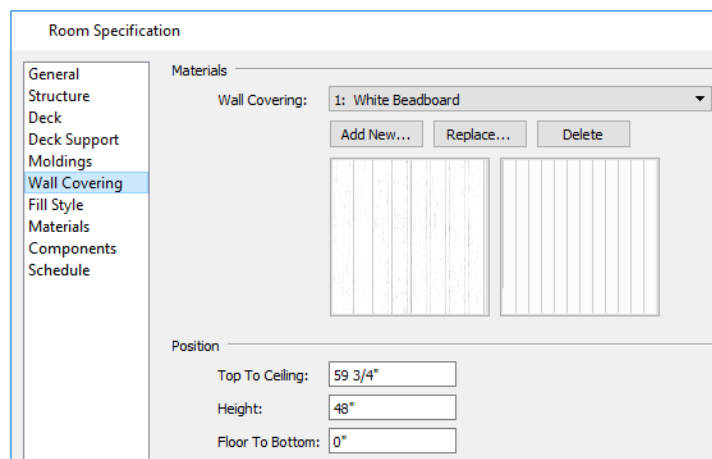 Room Specification
General
Structure
Deck
Deck Support
Moldings
Wall Covering
Fill Style
Materials
Components
Schedule
Materials
Wall Covering: 1: White Beadboard
Add New... Replace... Delete
Position
Top To Ceiling: 59 3/4"
Height: 48"
Floor To Bottom: 0"